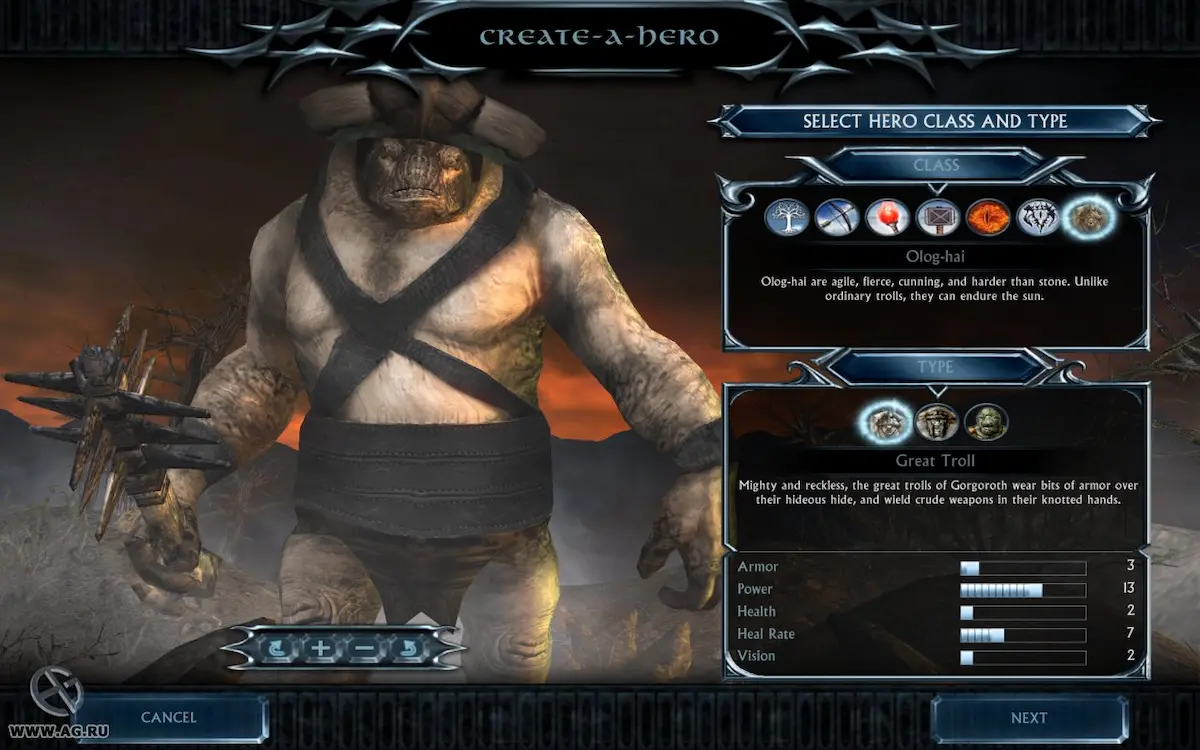 CREATE-A-HERO
SELECT HERO CLASS AND TYPE
CLASS
Olog-hai
Olog-hai are agile, fierce, cunning, and harder than stone. Unlike
ordinary trolls, they can endure the sun.
TYPE
Great Troll
Mighty and reckless, the great trolls of Gorgoroth wear bits of armor over
their hideous hide, and wield crude weapons in their knotted hands.
Armor 3
Power 13
Health 2
Heal Rate 7
Vision 2
CANCEL
NEXT
WWW.AG.RU